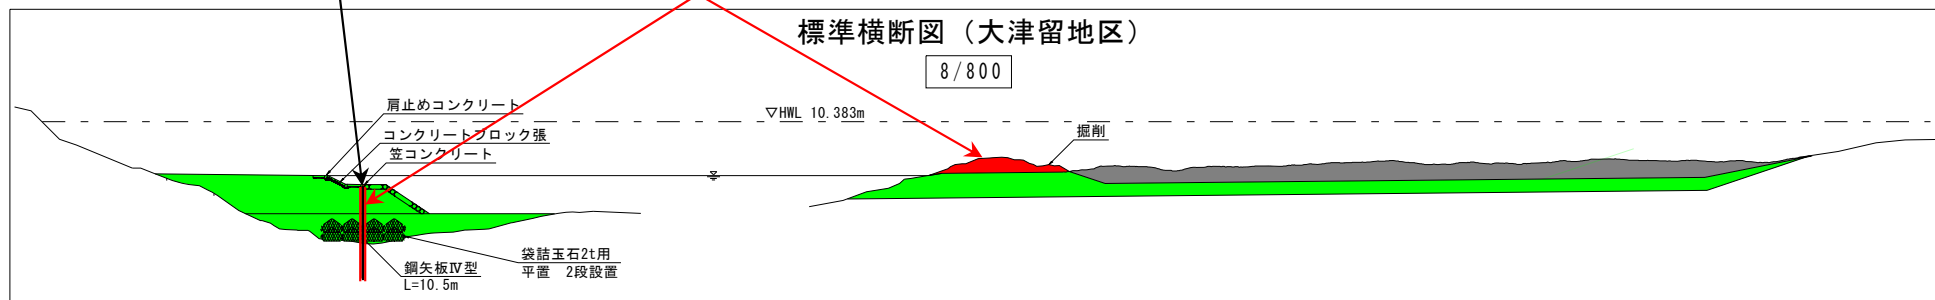 標準横断図（大津留地区）
8/800
肩止めコンクリート
▽HWL 10.383m
コンクリートブロック張
掘削
笠コンクリート
袋詰玉石2t用
平置　2段設置
鋼矢板Ⅳ型
L=10.5m